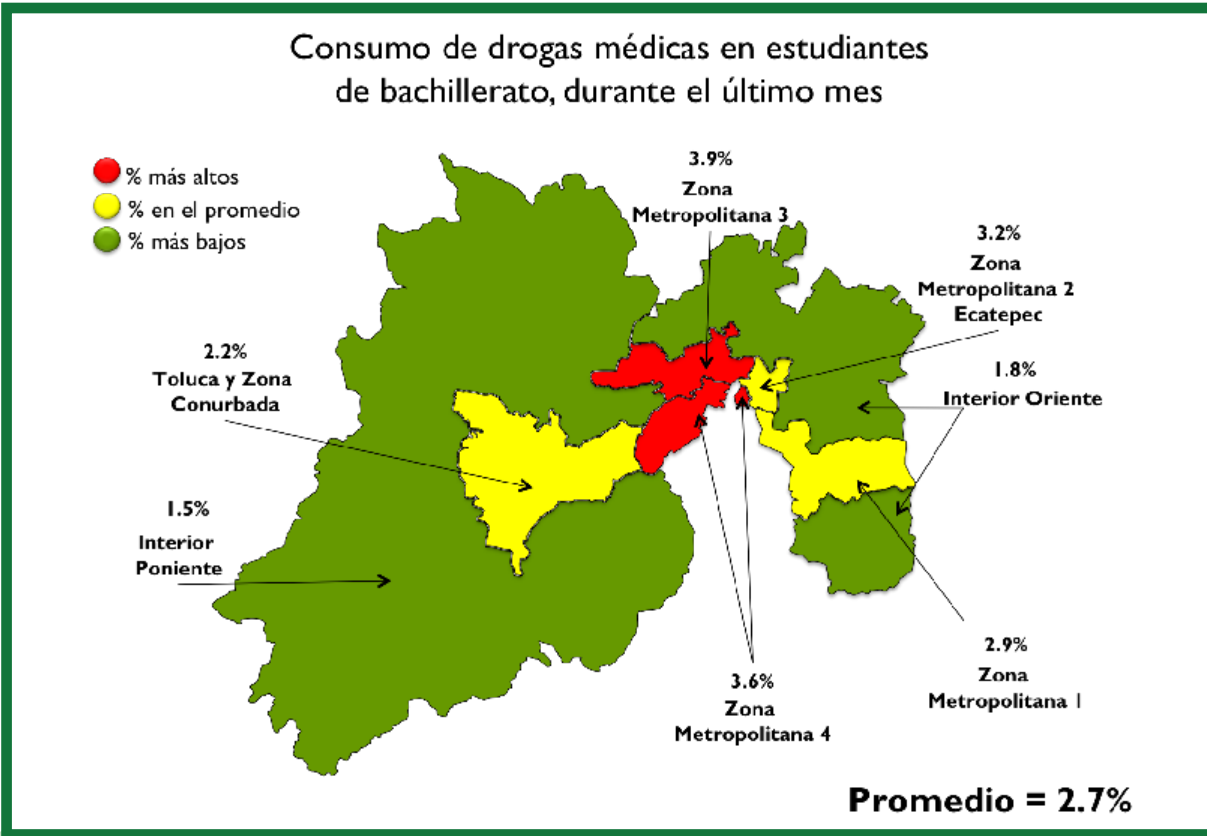 Consumo de drogas médicas en estudiantes
de bachillerato, durante el último mes
% más altos
% en el promedio
% más bajos
3.9%
Zona
Metropolitana 3
3.2%
Zona
Metropolitana 2
Ecatepec
2.2%
Toluca y Zona
Conurbada
1.8%
Interior Oriente
1.5%
Interior
Poniente
2.9%
Zona
Metropolitana 1
3.6%
Zona
Metropolitana 4
Promedio = 2.7%